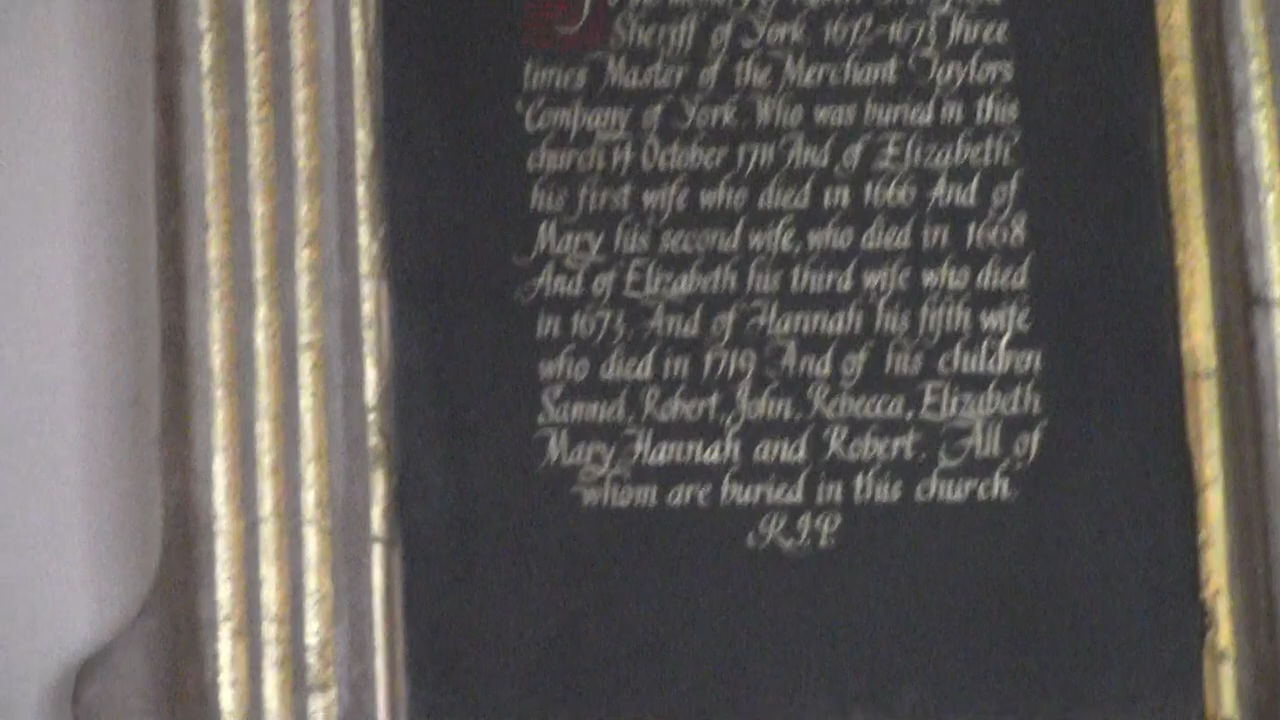 Sheriff of York 1672-1673 Three
times Master of the Merchant Taylors
Company of York. Who was buried in this
church 14 October 1711 And of Elizabeth
his first wife who died in 1666 And of
Mary his second wife, who died in 1668
And of Elizabeth his third wife who died
in 1675. And of Hannah his fifth wife
who died in 1719 And of his children
Samuel, Robert, John, Rebecca, Elizabeth
Mary Hannah and Robert. All of
whom are buried in this church.
R.I.P.